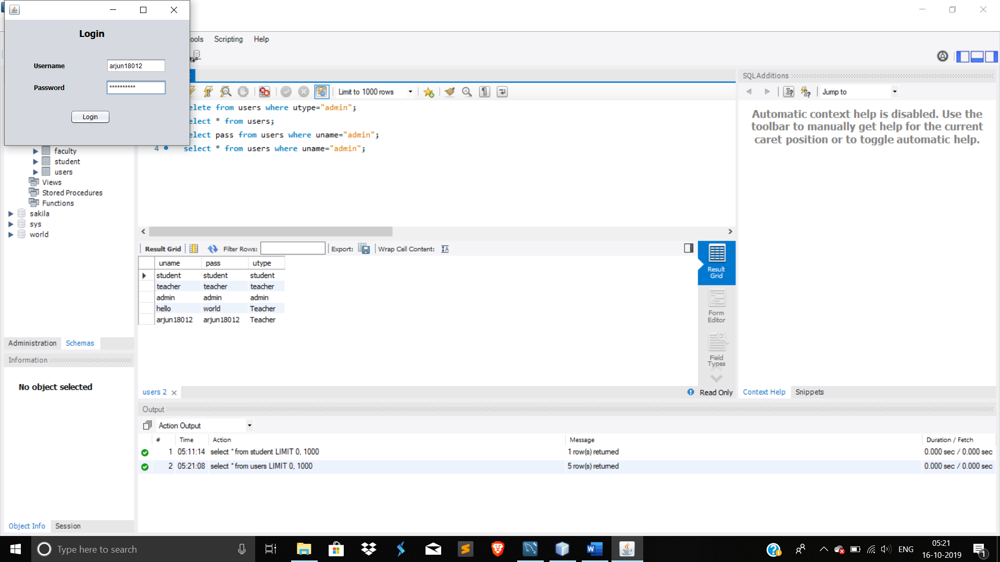 Login
Username arjun18012
Password **********
Login
ools Scripting Help
Limit to 1000 rows
elete from users where utype="admin";
elect * from users;
elect pass from users where uname="admin";
4 select * from users where uname="admin";
faculty
student
users
Views
Stored Procedures
Functions
sakila
sys
world
Administration Schemas
Information
No object selected
Object Info Session
Result Grid Filter Rows: Export: Wrap Cell Content:
uname pass utype
student student student
teacher teacher teacher
admin admin admin
hello world Teacher
arjun18012 arjun18012 Teacher
Result
Grid
Form
Editor
Field
Types
users 2 Read Only
SQLAdditions
Jump to
Automatic context help is disabled. Use the
toolbar to manually get help for the current
caret position or to toggle automatic help.
Context Help Snippets
Output
Action Output
# Time Action Message Duration / Fetch
1 05:11:14 select * from student LIMIT 0, 1000 1 row(s) returned 0.000 sec / 0.000 sec
2 05:21:08 select * from users LIMIT 0, 1000 5 row(s) returned 0.000 sec / 0.000 sec
Type here to search
ENG
05:21
16-10-2019
1